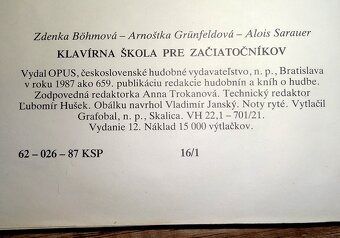 Zdenka Böhmová – Arnoštka Grünfeldová – Alois Sarauer
KLAVÍRNA ŠKOLA PRE ZAČIATOČNÍKOV
Vydal OPUS, československé hudobné vydavateľstvo, n. p., Bratislava
v roku 1987 ako 659. publikáciu redakcie hudobnín a kníh o hudbe.
Zodpovedná redaktorka Anna Trokanová. Technický redaktor
Ľubomír Hušek. Obálku navrhol Vladimír Janský. Noty ryté. Vytlačil
Grafobal, n. p., Skalica. VH 22,1 – 701/21.
Vydanie 12. Náklad 15 000 výtlačkov.
62 – 026 – 87 KSP 16/1